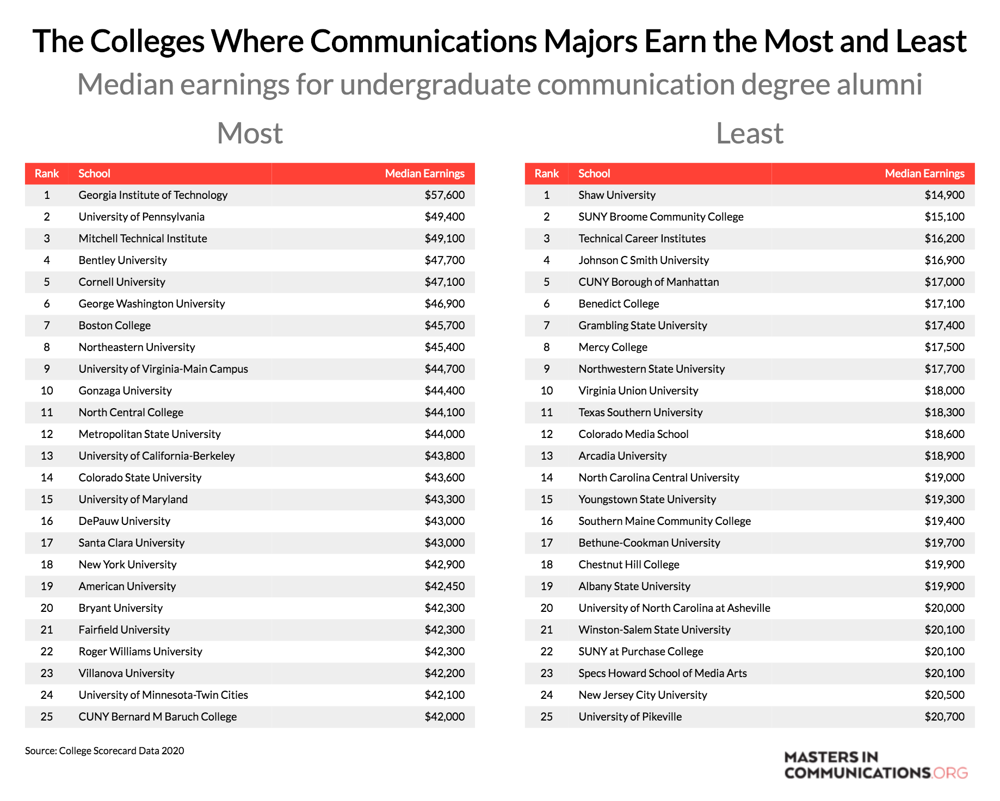 The Colleges Where Communications Majors Earn the Most and Least
Median earnings for undergraduate communication degree alumni
Most
Rank School Median Earnings
1 Georgia Institute of Technology $57,600
2 University of Pennsylvania $49,400
3 Mitchell Technical Institute $49,100
4 Bentley University $47,700
5 Cornell University $47,100
6 George Washington University $46,900
7 Boston College $45,700
8 Northeastern University $45,400
9 University of Virginia-Main Campus $44,700
10 Gonzaga University $44,400
11 North Central College $44,100
12 Metropolitan State University $44,000
13 University of California-Berkeley $43,800
14 Colorado State University $43,600
15 University of Maryland $43,300
16 DePauw University $43,000
17 Santa Clara University $43,000
18 New York University $42,900
19 American University $42,450
20 Bryant University $42,300
21 Fairfield University $42,300
22 Roger Williams University $42,300
23 Villanova University $42,200
24 University of Minnesota-Twin Cities $42,100
25 CUNY Bernard M Baruch College $42,000
Least
Rank School Median Earnings
1 Shaw University $14,900
2 SUNY Broome Community College $15,100
3 Technical Career Institutes $16,200
4 Johnson C Smith University $16,900
5 CUNY Borough of Manhattan $17,000
6 Benedict College $17,100
7 Grambling State University $17,400
8 Mercy College $17,500
9 Northwestern State University $17,700
10 Virginia Union University $18,000
11 Texas Southern University $18,300
12 Colorado Media School $18,600
13 Arcadia University $18,900
14 North Carolina Central University $19,000
15 Youngstown State University $19,300
16 Southern Maine Community College $19,400
17 Bethune-Cookman University $19,700
18 Chestnut Hill College $19,900
19 Albany State University $19,900
20 University of North Carolina at Asheville $20,000
21 Winston-Salem State University $20,100
22 SUNY at Purchase College $20,100
23 Specs Howard School of Media Arts $20,100
24 New Jersey City University $20,500
25 University of Pikeville $20,700
Source: College Scorecard Data 2020
MASTERS IN
COMMUNICATIONS.ORG